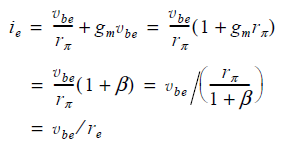 i_e = v_be/r_π + g_m v_be = v_be/r_π (1 + g_m r_π)
= v_be/r_π (1 + β) = v_be/(r_π/(1 + β))
= v_be/r_e